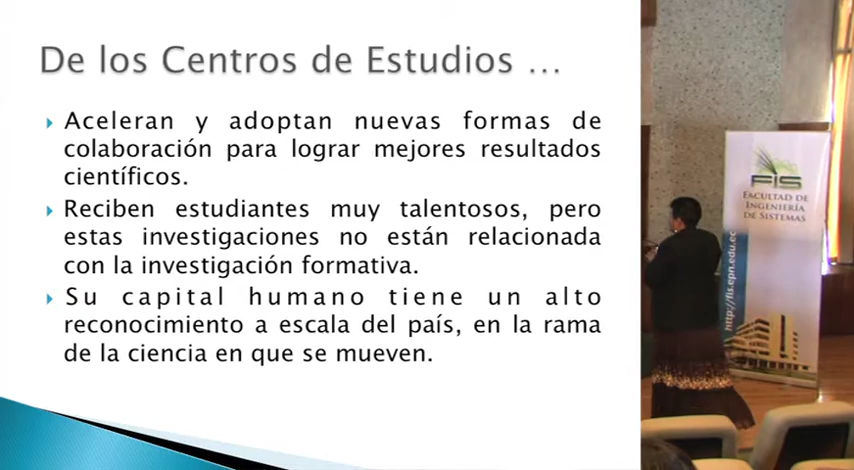 De los Centros de Estudios ...
Aceleran y adoptan nuevas formas de
colaboración para lograr mejores resultados
científicos.
Reciben estudiantes muy talentosos, pero
estas investigaciones no están relacionada
con la investigación formativa.
Su capital humano tiene un alto
reconocimiento a escala del país, en la rama
de la ciencia en que se mueven.
FIS
FACULTAD DE
INGENIERÍA
DE SISTEMAS
http://fis.epn.edu.ec